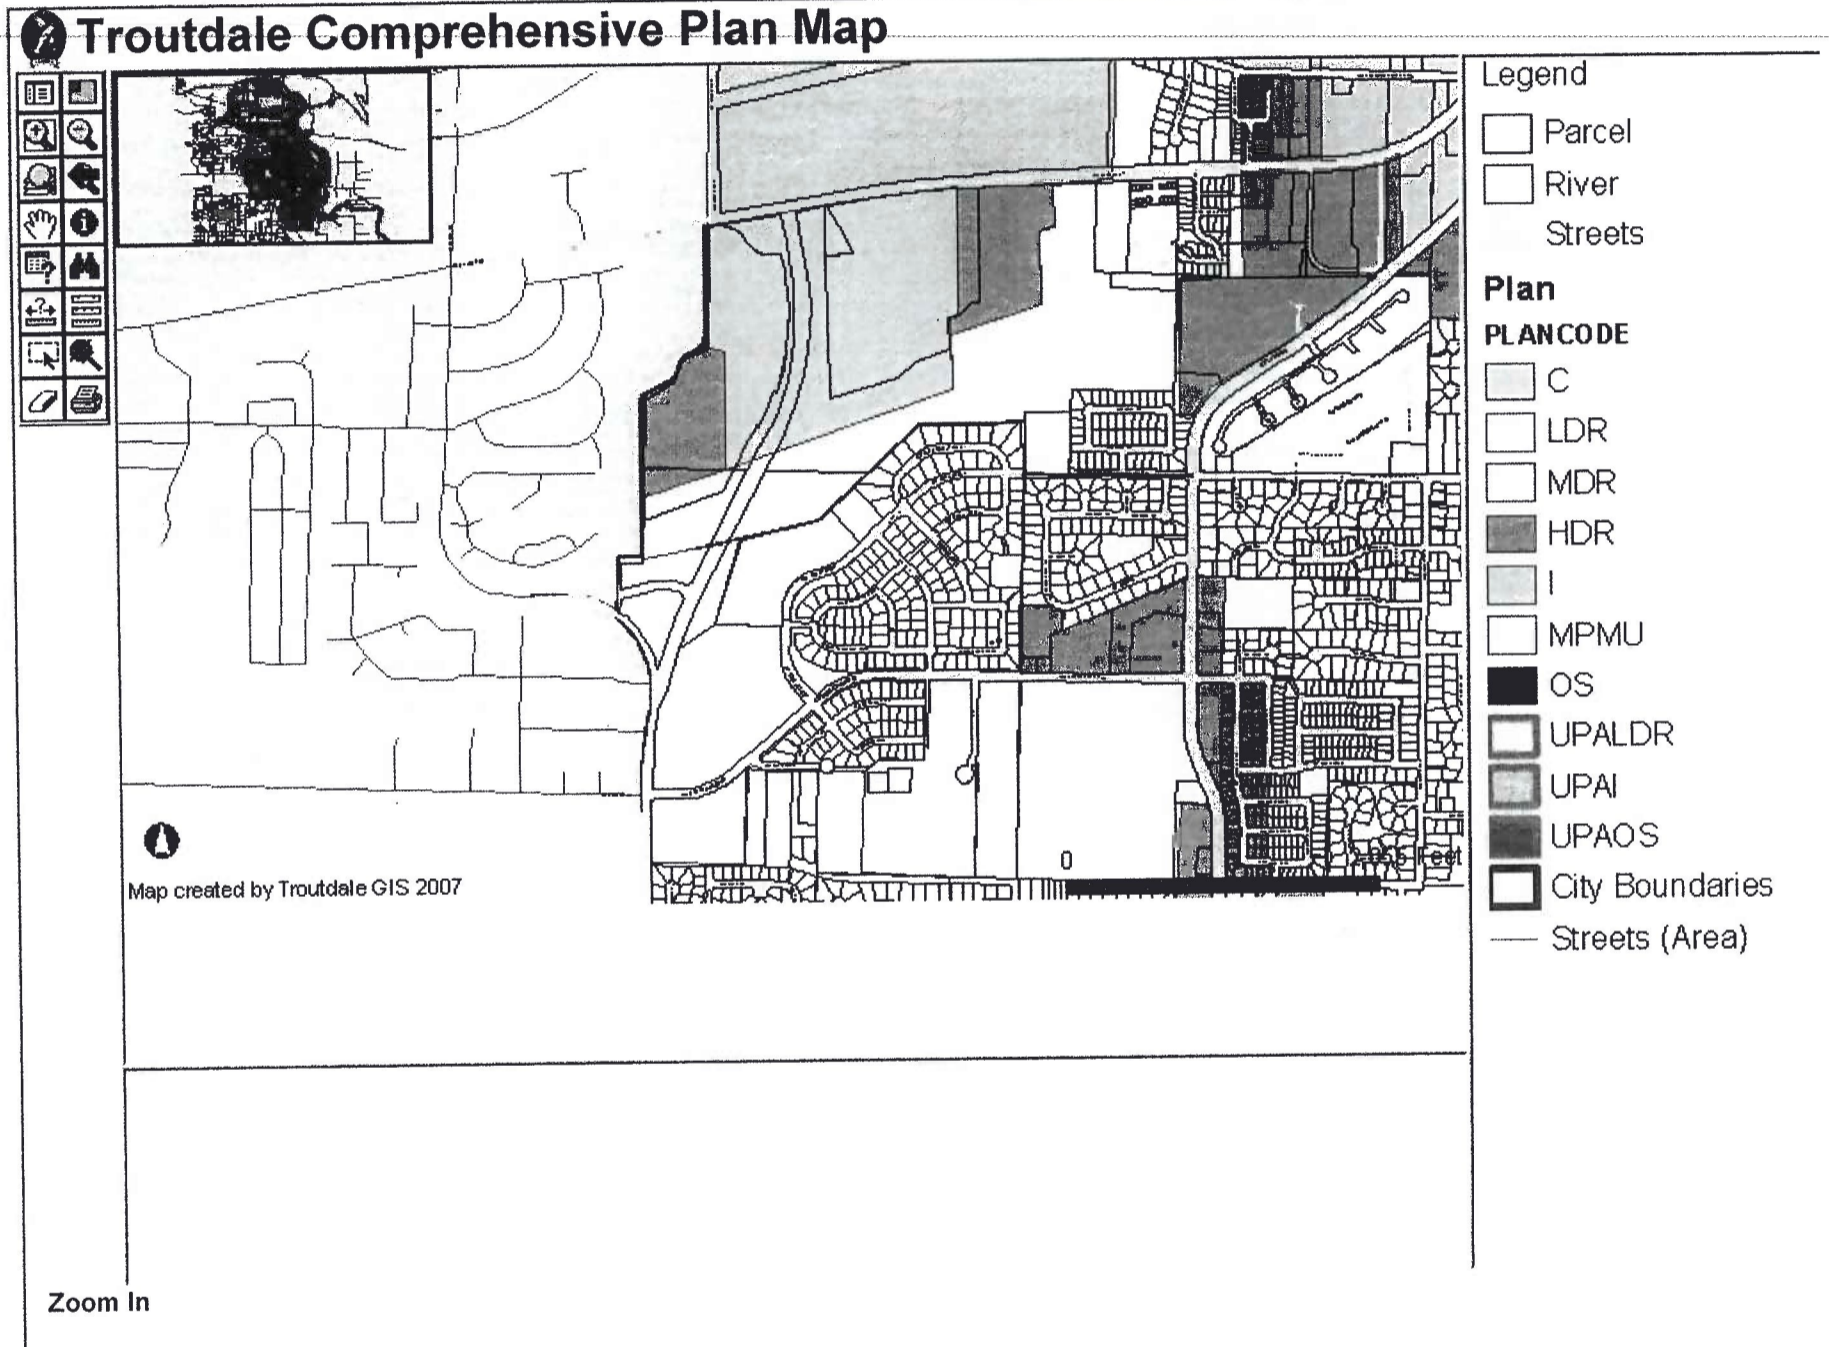 Troutdale Comprehensive Plan Map
Legend
Parcel
River
Streets
Plan
PLANCODE
C
LDR
MDR
HDR
I
MPMU
OS
UPALDR
UPAI
UPAOS
City Boundaries
Streets (Area)
0
Feet
Map created by Troutdale GIS 2007
Zoom In